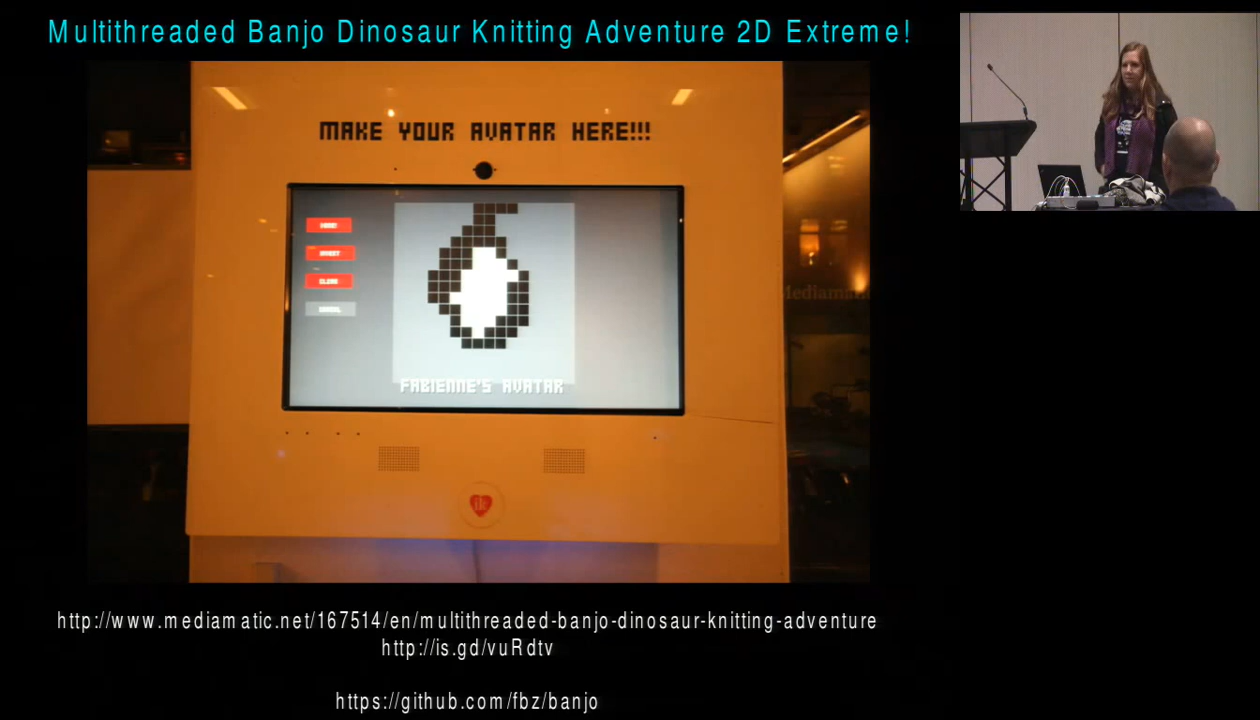 Multithreaded Banjo Dinosaur Knitting Adventure 2D Extreme!
MAKE YOUR AVATAR HERE!!!
FABIENNE'S AVATAR
ik
http://www.mediamatic.net/167514/en/multithreaded-banjo-dinosaur-knitting-adventure
http://is.gd/vuRdtv
https://github.com/fbz/banjo